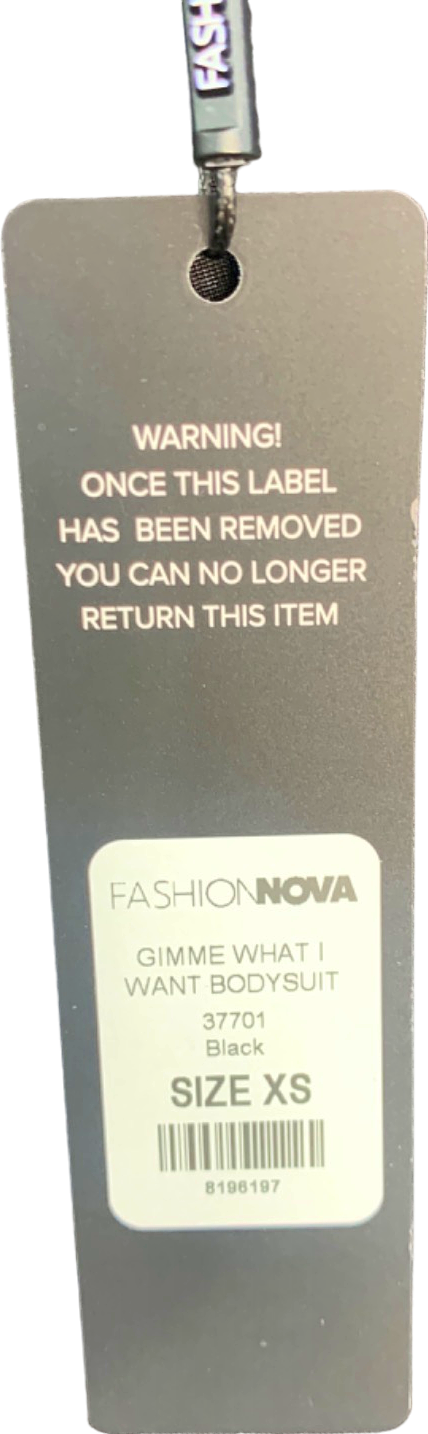 FASH
WARNING!
ONCE THIS LABEL
HAS BEEN REMOVED
YOU CAN NO LONGER
RETURN THIS ITEM
FASHIONNOVA
GIMME WHAT I
WANT BODYSUIT
37701
Black
SIZE XS
8196197